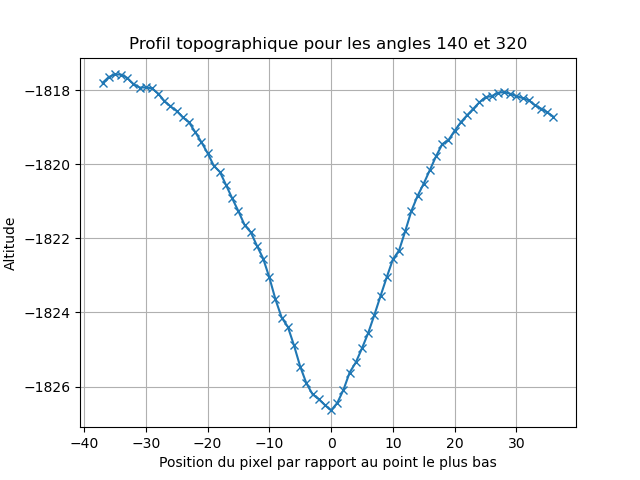 Profil topographique pour les angles 140 et 320
Altitude
−1818
−1820
−1822
−1824
−1826
−40 −30 −20 −10 0 10 20 30
Position du pixel par rapport au point le plus bas